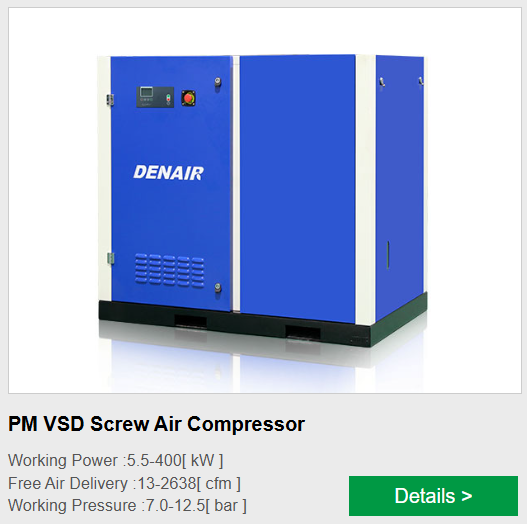 DENAIR
PM VSD Screw Air Compressor
Working Power :5.5-400[ kW ]
Free Air Delivery :13-2638[ cfm ]
Working Pressure :7.0-12.5[ bar ]
Details >